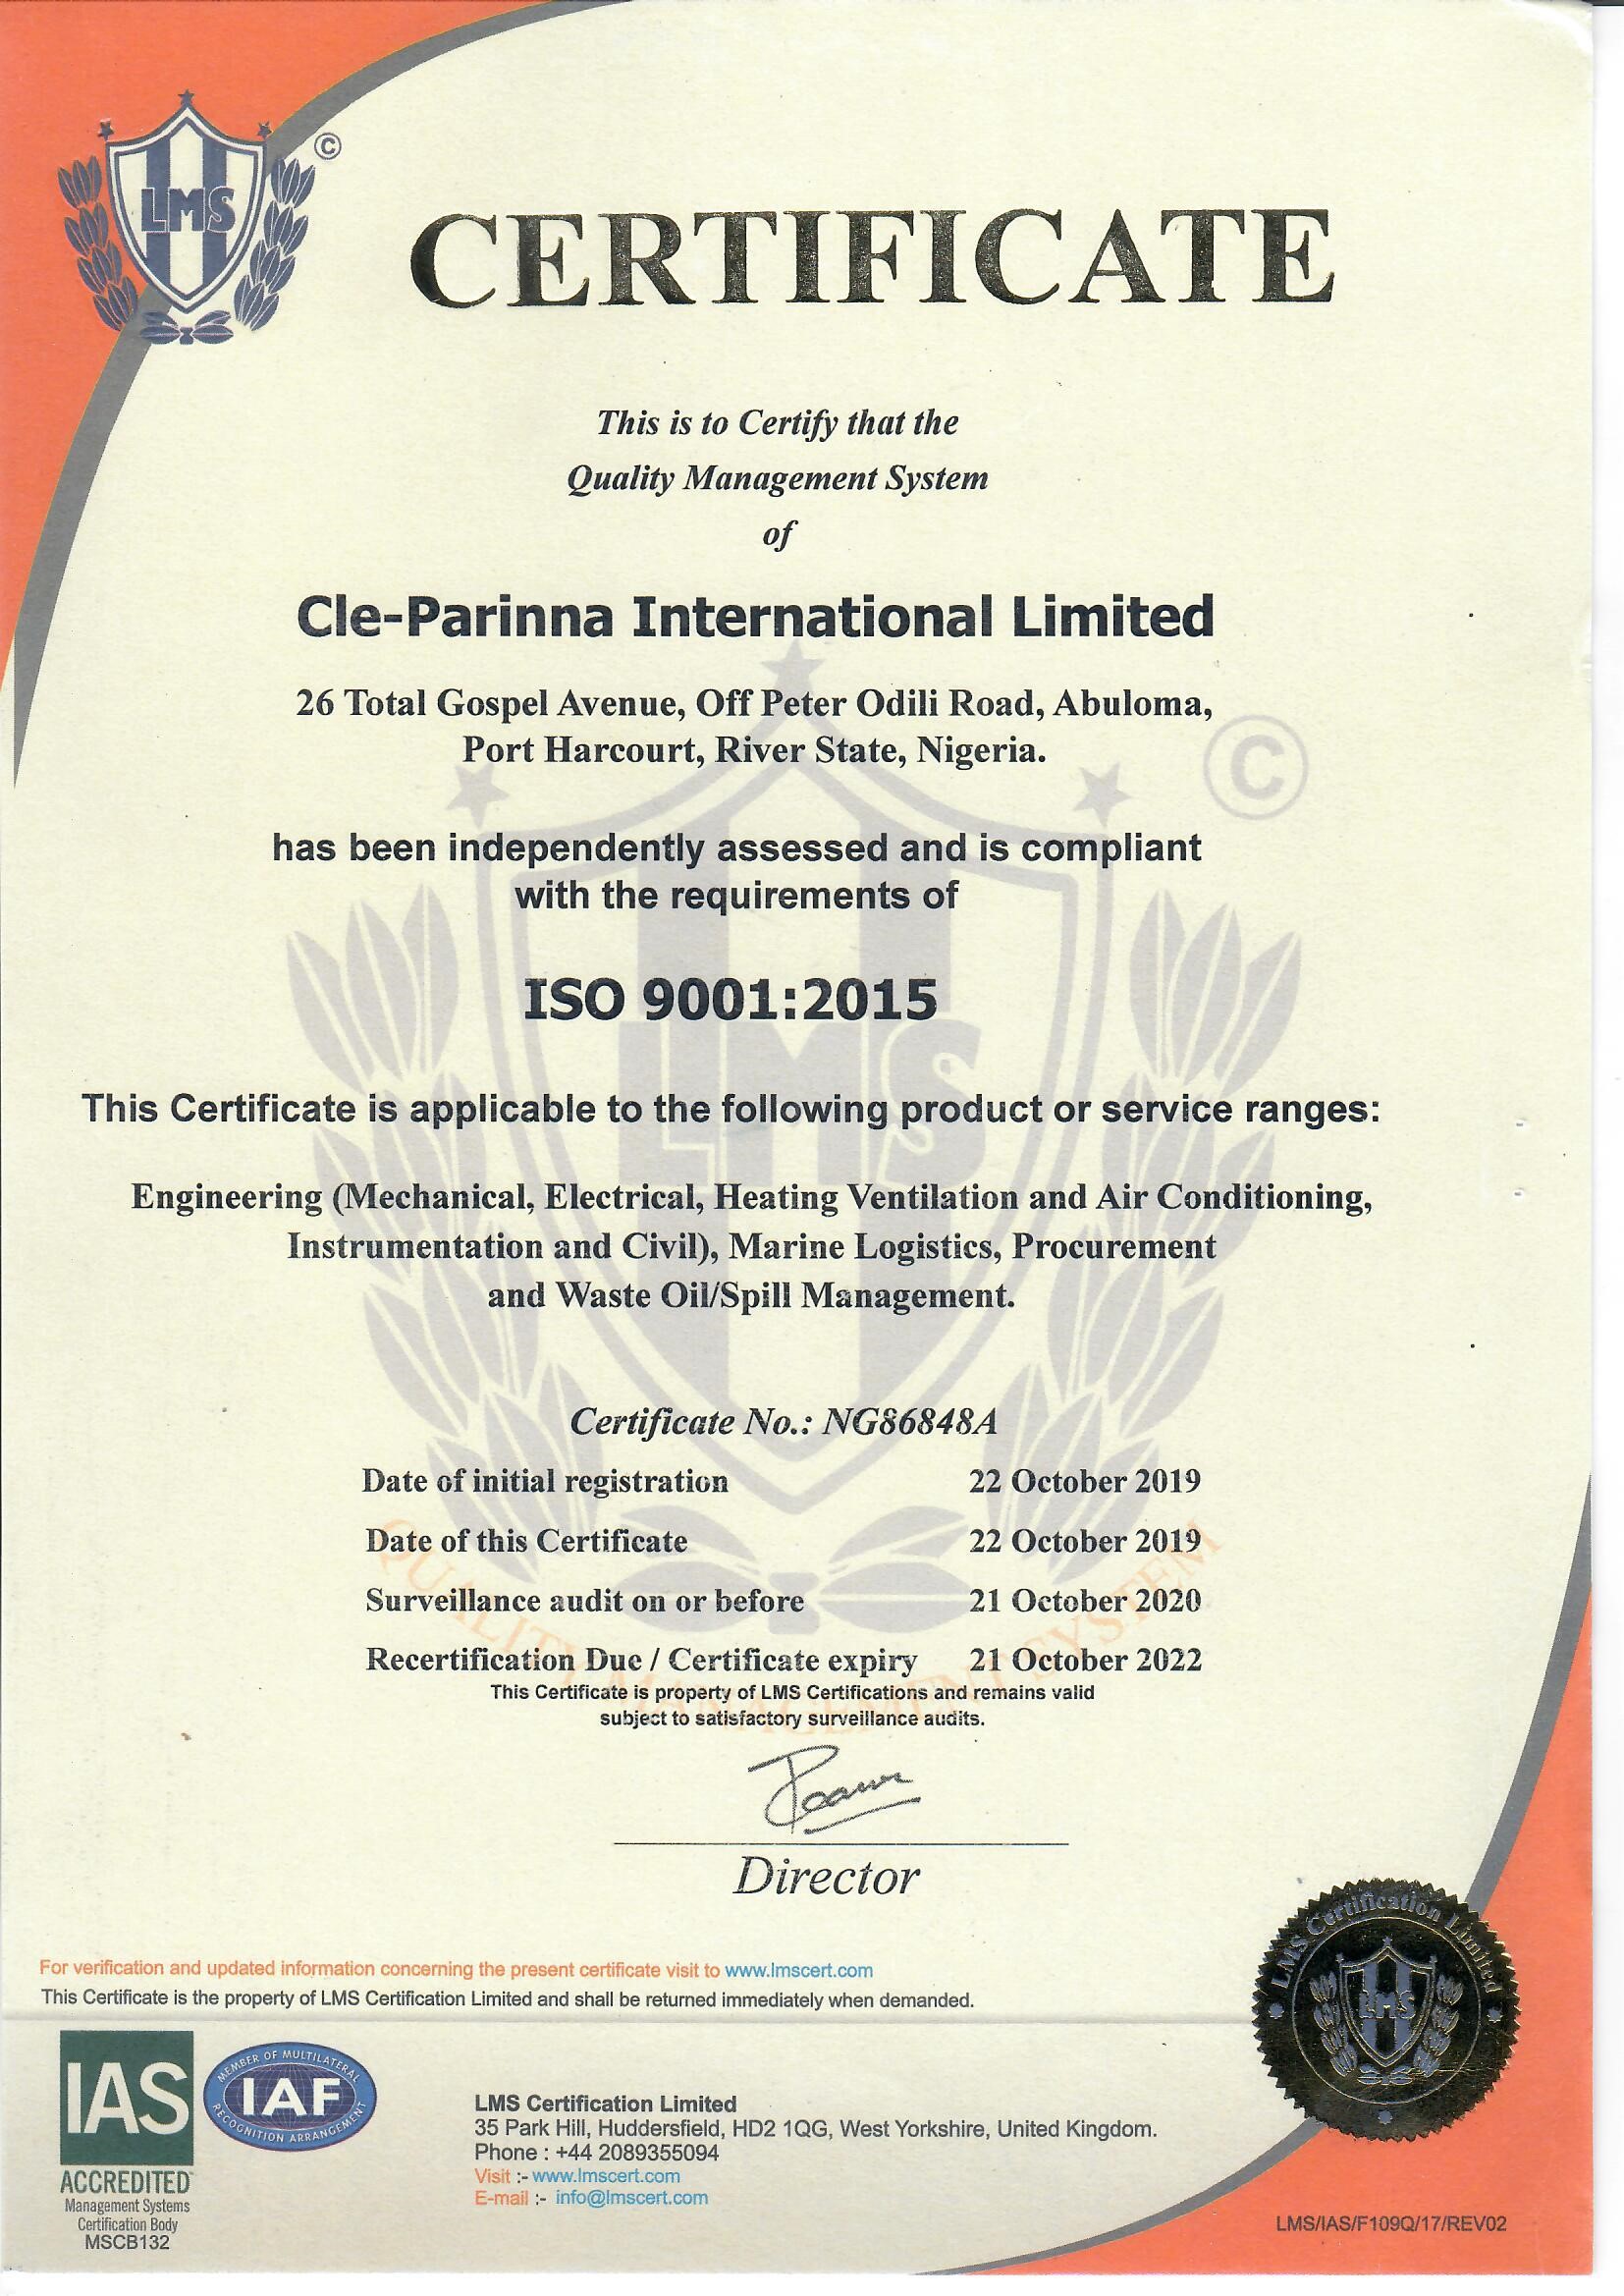 LMS
©
CERTIFICATE
This is to Certify that the
Quality Management System
of
Cle-Parinna International Limited
26 Total Gospel Avenue, Off Peter Odili Road, Abuloma,
Port Harcourt, River State, Nigeria.
©
has been independently assessed and is compliant
with the requirements of
ISO 9001:2015
LMS
This Certificate is applicable to the following product or service ranges:
Engineering (Mechanical, Electrical, Heating Ventilation and Air Conditioning,
Instrumentation and Civil), Marine Logistics, Procurement
and Waste Oil/Spill Management.
Certificate No.: NG86848A
Date of initial registration 22 October 2019
Date of this Certificate 22 October 2019
Surveillance audit on or before 21 October 2020
Recertification Due / Certificate expiry 21 October 2022
QUALITY MANAGEMENT SYSTEM
This Certificate is property of LMS Certifications and remains valid
subject to satisfactory surveillance audits.
Director
For verification and updated information concerning the present certificate visit to www.lmscert.com
This Certificate is the property of LMS Certification Limited and shall be returned immediately when demanded.
LMS Certification Limited
LMS
IAS
ACCREDITED
Management Systems
Certification Body
MSCB132
MEMBER OF MULTILATERAL
IAF
RECOGNITION ARRANGEMENT
LMS Certification Limited
35 Park Hill, Huddersfield, HD2 1QG, West Yorkshire, United Kingdom.
Phone : +44 2089355094
Visit :- www.lmscert.com
E-mail :- info@lmscert.com
LMS/IAS/F109Q/17/REV02